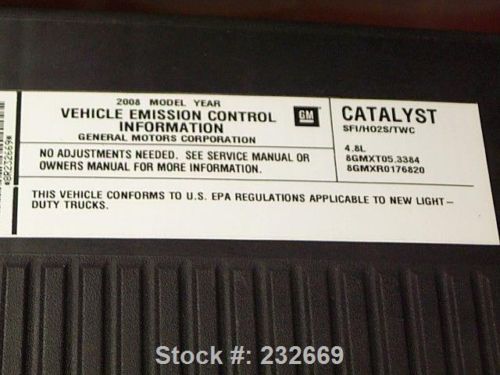 2008 MODEL YEAR
VEHICLE EMISSION CONTROL
INFORMATION
GENERAL MOTORS CORPORATION
GM
CATALYST
SFI/HO2S/TWC
4.8L
8GMXT05.3384
8GMXR0176820
NO ADJUSTMENTS NEEDED. SEE SERVICE MANUAL OR
OWNERS MANUAL FOR MORE INFORMATION.
THIS VEHICLE CONFORMS TO U.S. EPA REGULATIONS APPLICABLE TO NEW LIGHT-
DUTY TRUCKS.
*BR232669*
Stock #: 232669